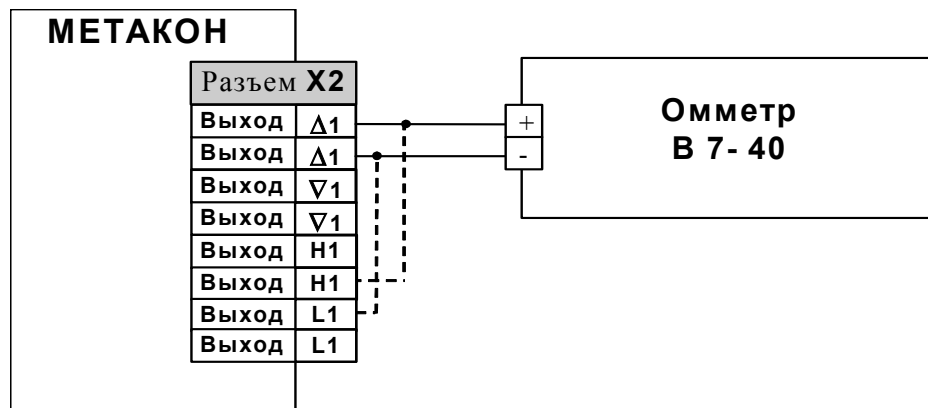 МЕТАКОН
Разъем X2
Выход Δ1
Выход Δ1
Выход ∇1
Выход ∇1
Выход H1
Выход H1
Выход L1
Выход L1
+
-
Омметр
В 7- 40